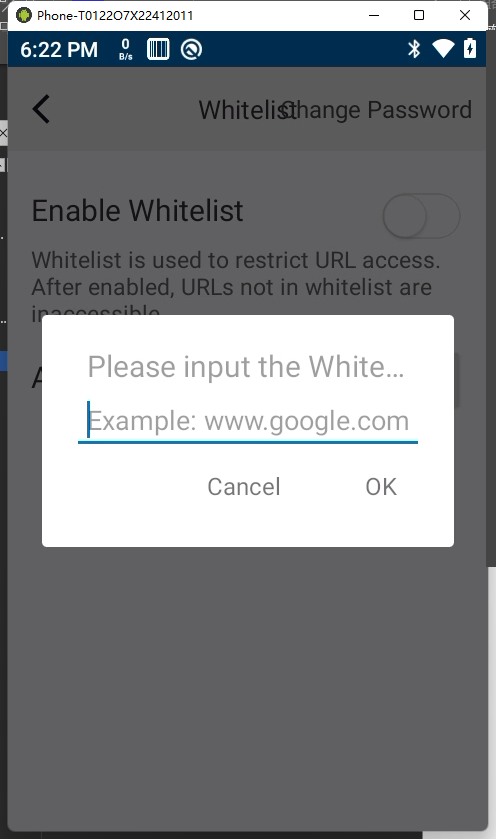 Phone-T0122O7X22412011
6:22 PM
0
B/s
Whitelist
Change Password
Enable Whitelist
Whitelist is used to restrict URL access.
After enabled, URLs not in whitelist are
inaccessible
A
Please input the White...
Example: www.google.com
Cancel OK